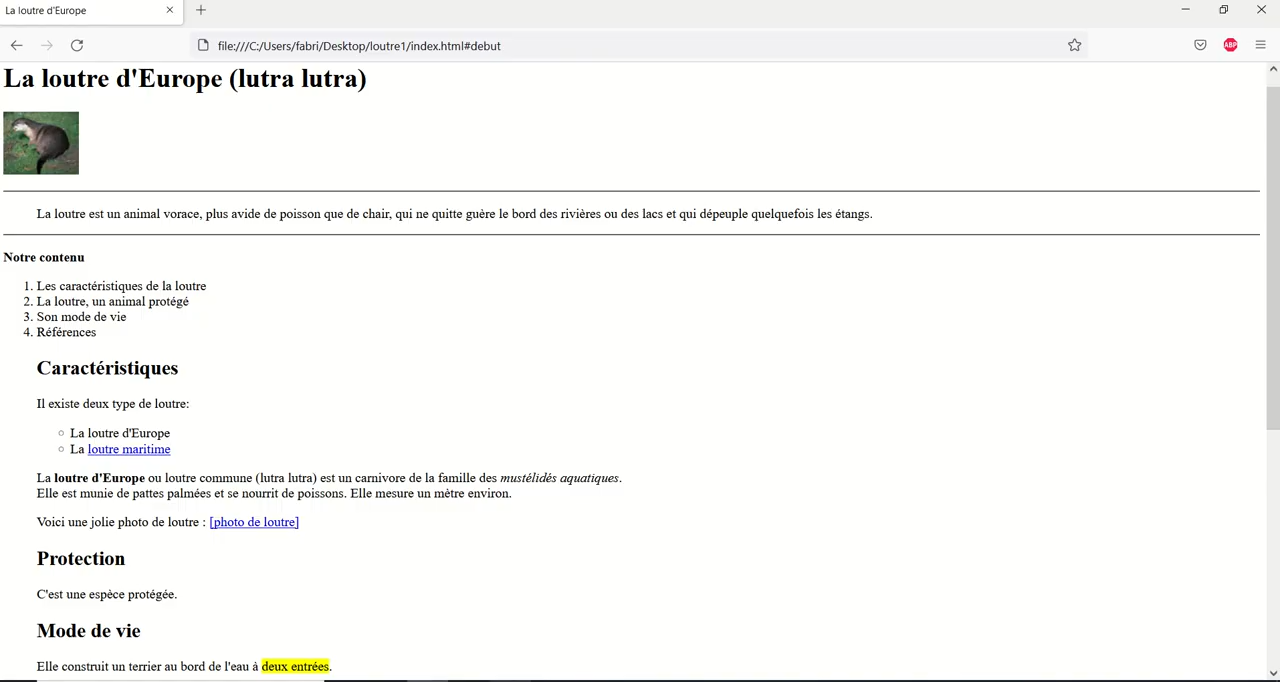 La loutre d'Europe
file:///C:/Users/fabri/Desktop/loutre1/index.html#debut
ABP
La loutre d'Europe (lutra lutra)
La loutre est un animal vorace, plus avide de poisson que de chair, qui ne quitte guère le bord des rivières ou des lacs et qui dépeuple quelquefois les étangs.
Notre contenu
1. Les caractéristiques de la loutre
2. La loutre, un animal protégé
3. Son mode de vie
4. Références
Caractéristiques
Il existe deux type de loutre:
La loutre d'Europe
La loutre maritime
La loutre d'Europe ou loutre commune (lutra lutra) est un carnivore de la famille des mustélidés aquatiques.
Elle est munie de pattes palmées et se nourrit de poissons. Elle mesure un mètre environ.
Voici une jolie photo de loutre : [photo de loutre]
Protection
C'est une espèce protégée.
Mode de vie
Elle construit un terrier au bord de l'eau à deux entrées.